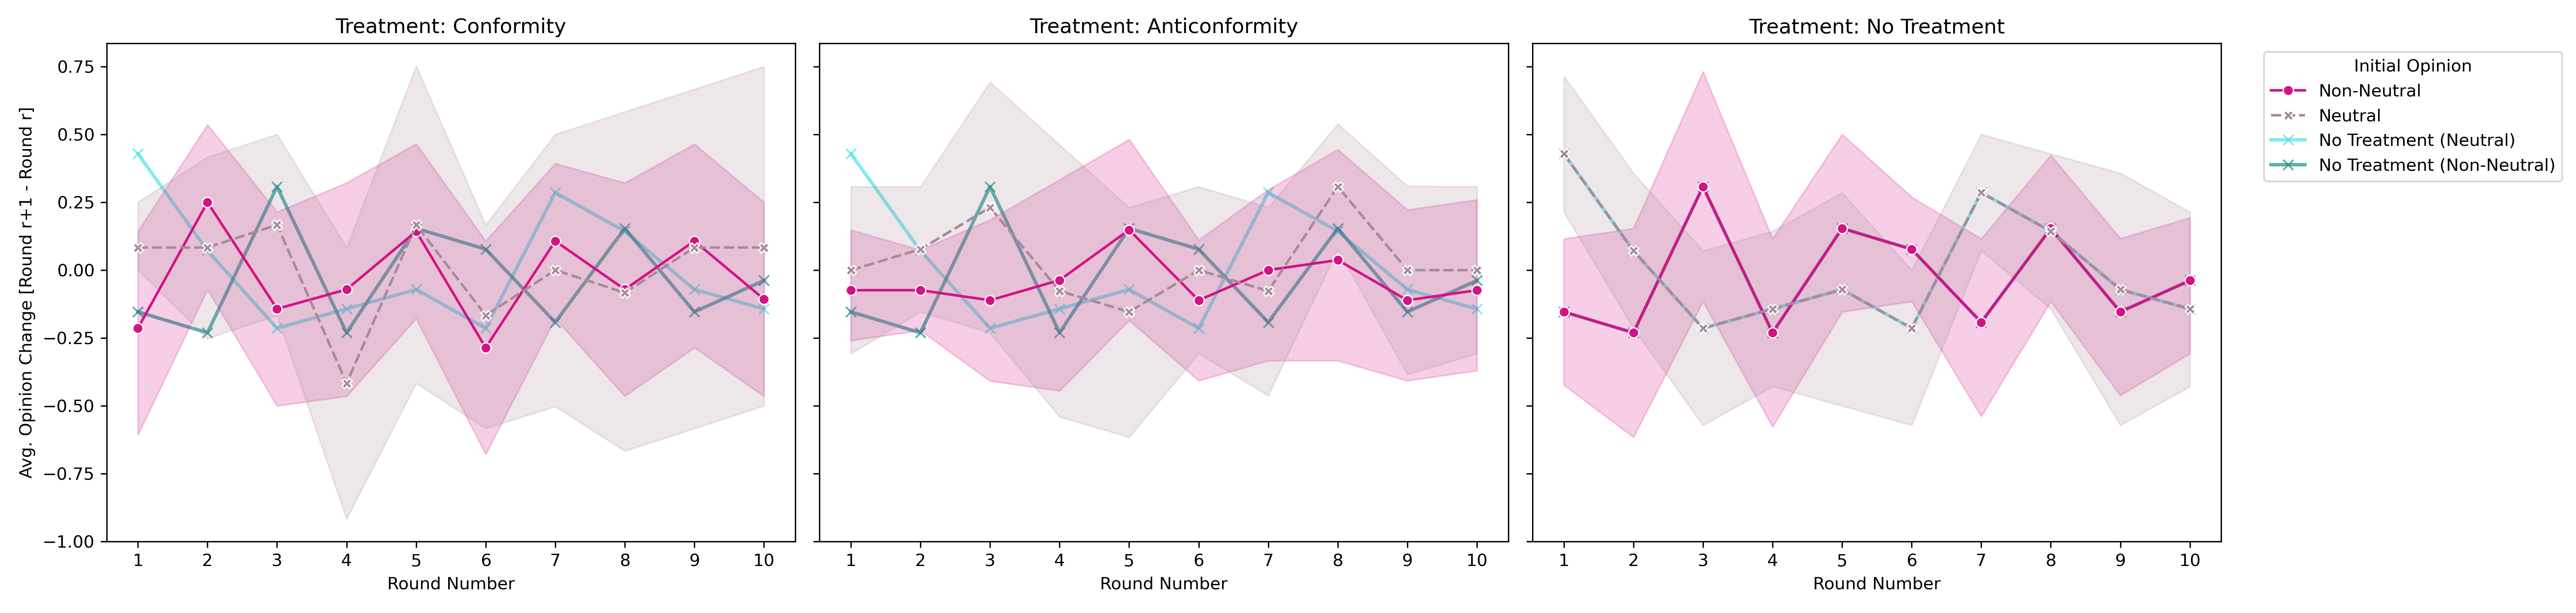 Treatment: Conformity
Treatment: Anticonformity
Treatment: No Treatment
Avg. Opinion Change [Round r+1 - Round r]
0.75
0.50
0.25
0.00
−0.25
−0.50
−0.75
−1.00
1 2 3 4 5 6 7 8 9 10
Round Number
1 2 3 4 5 6 7 8 9 10
Round Number
1 2 3 4 5 6 7 8 9 10
Round Number
Initial Opinion
Non-Neutral
Neutral
No Treatment (Neutral)
No Treatment (Non-Neutral)